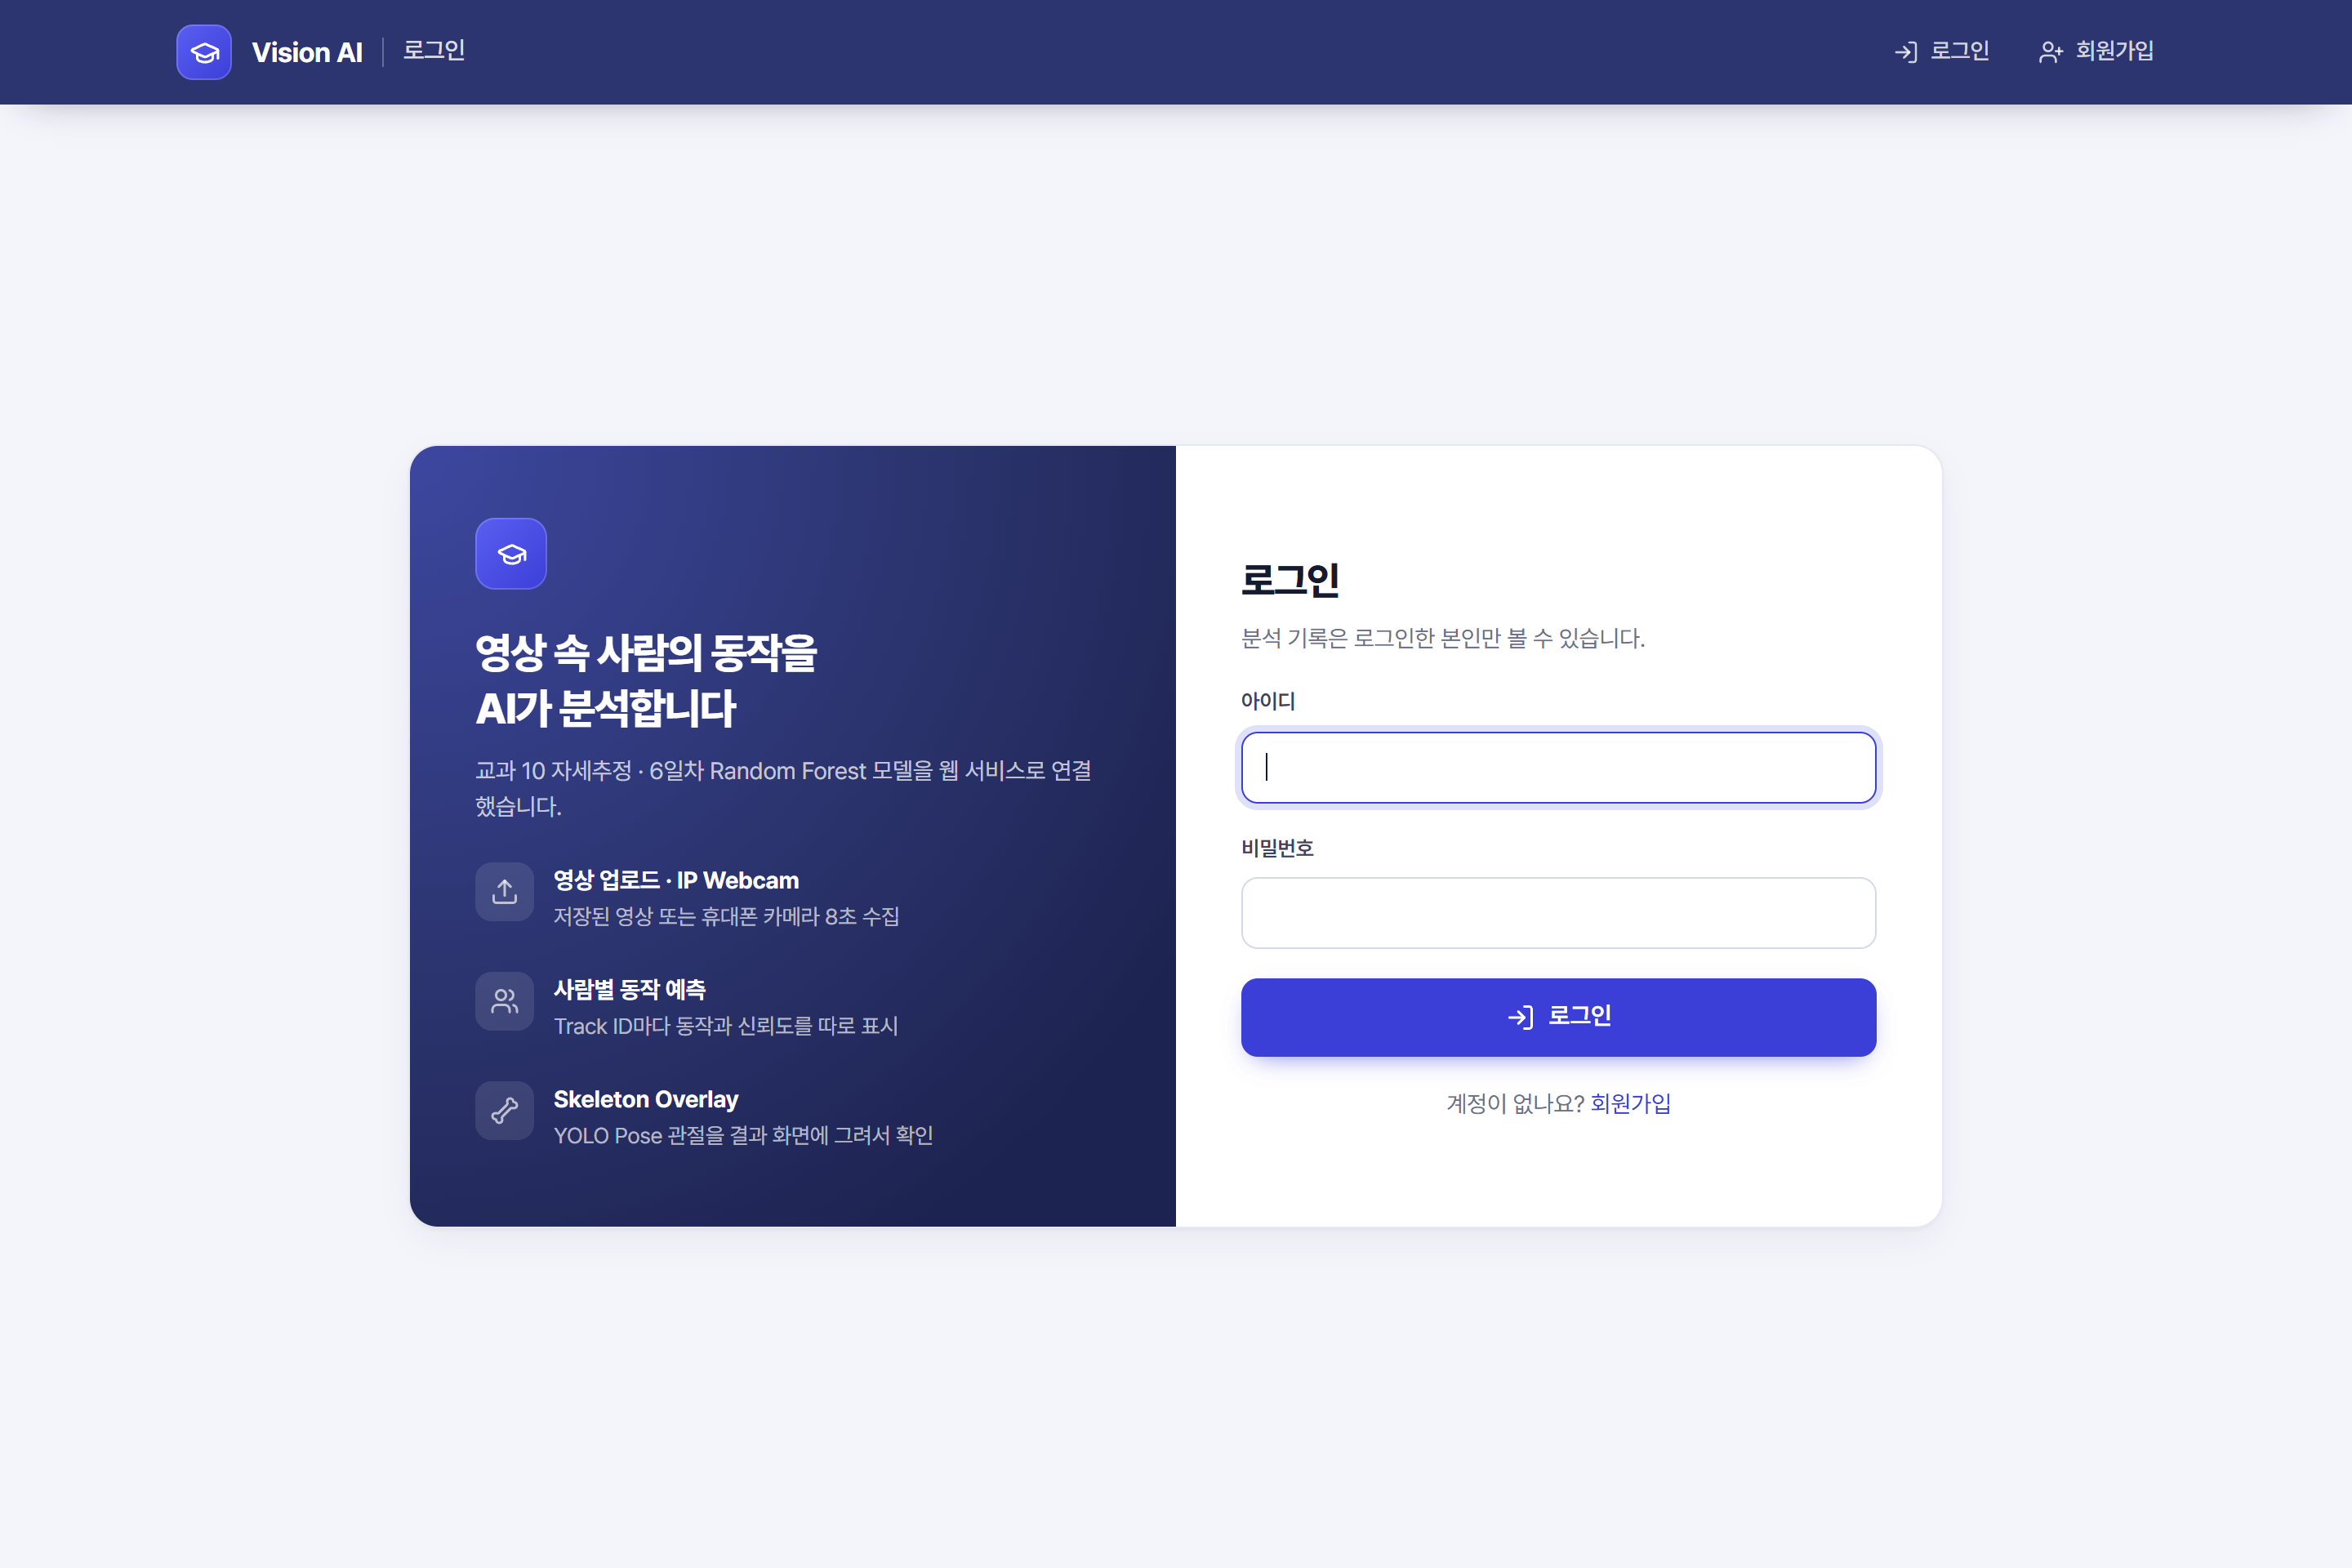 Vision AI
로그인
로그인
회원가입
영상 속 사람의 동작을
AI가 분석합니다
교과 10 자세추정 · 6일차 Random Forest 모델을 웹 서비스로 연결
했습니다.
영상 업로드 · IP Webcam
저장된 영상 또는 휴대폰 카메라 8초 수집
사람별 동작 예측
Track ID마다 동작과 신뢰도를 따로 표시
Skeleton Overlay
YOLO Pose 관절을 결과 화면에 그려서 확인
로그인
분석 기록은 로그인한 본인만 볼 수 있습니다.
아이디
비밀번호
로그인
계정이 없나요? 회원가입